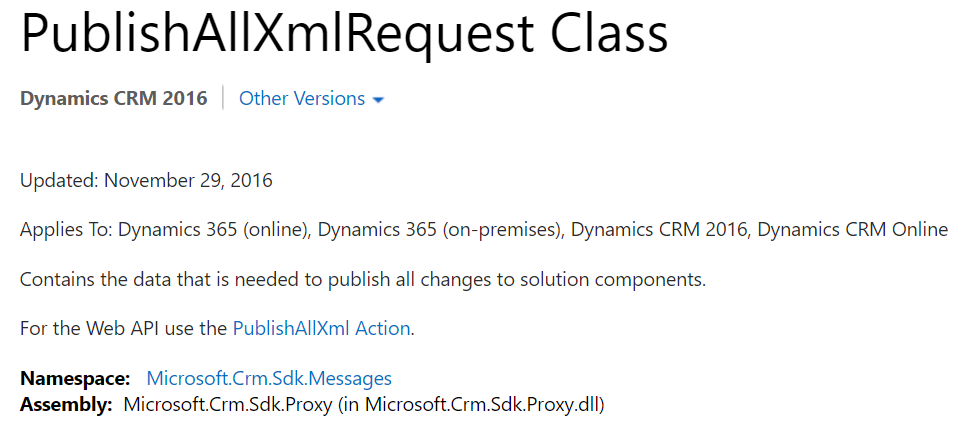 PublishAllXmlRequest Class
Dynamics CRM 2016 Other Versions
Updated: November 29, 2016
Applies To: Dynamics 365 (online), Dynamics 365 (on-premises), Dynamics CRM 2016, Dynamics CRM Online
Contains the data that is needed to publish all changes to solution components.
For the Web API use the PublishAllXml Action.
Namespace: Microsoft.Crm.Sdk.Messages
Assembly: Microsoft.Crm.Sdk.Proxy (in Microsoft.Crm.Sdk.Proxy.dll)